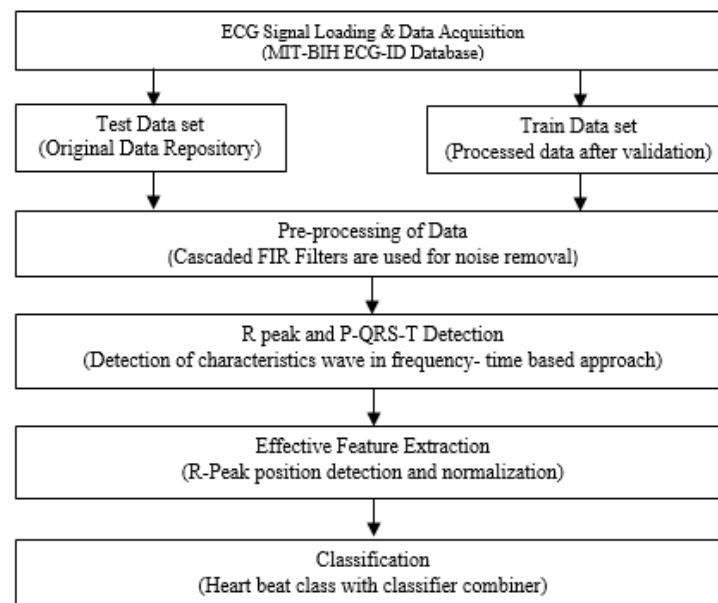 ECG Signal Loading & Data Acquisition
(MIT-BIH ECG-ID Database)
Test Data set
(Original Data Repository)
Train Data set
(Processed data after validation)
Pre-processing of Data
(Cascaded FIR Filters are used for noise removal)
R peak and P-QRS-T Detection
(Detection of characteristics wave in frequency- time based approach)
Effective Feature Extraction
(R-Peak position detection and normalization)
Classification
(Heart beat class with classifier combiner)